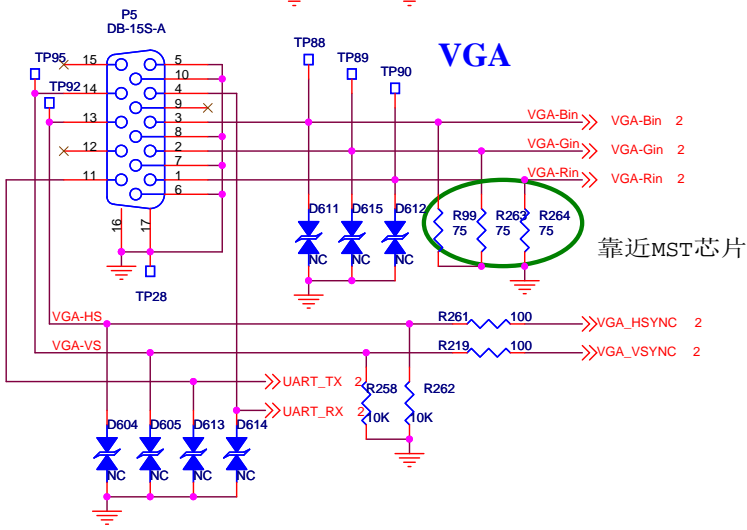 P5
DB-15S-A
VGA
TP95
TP92
TP88
TP89
TP90
15
14
13
12
11
5
10
4
9
3
8
2
7
1
6
16
17
TP28
VGA-Bin
VGA-Bin 2
VGA-Gin
VGA-Gin 2
VGA-Rin
VGA-Rin 2
D611
NC
D615
NC
D612
NC
R99
75
R263
75
R264
75
靠近MST芯片
VGA-HS
R261 100
VGA_HSYNC 2
VGA-VS
R219 100
VGA_VSYNC 2
UART_TX 2
UART_RX 2
R258
10K
R262
10K
D604
NC
D605
NC
D613
NC
D614
NC